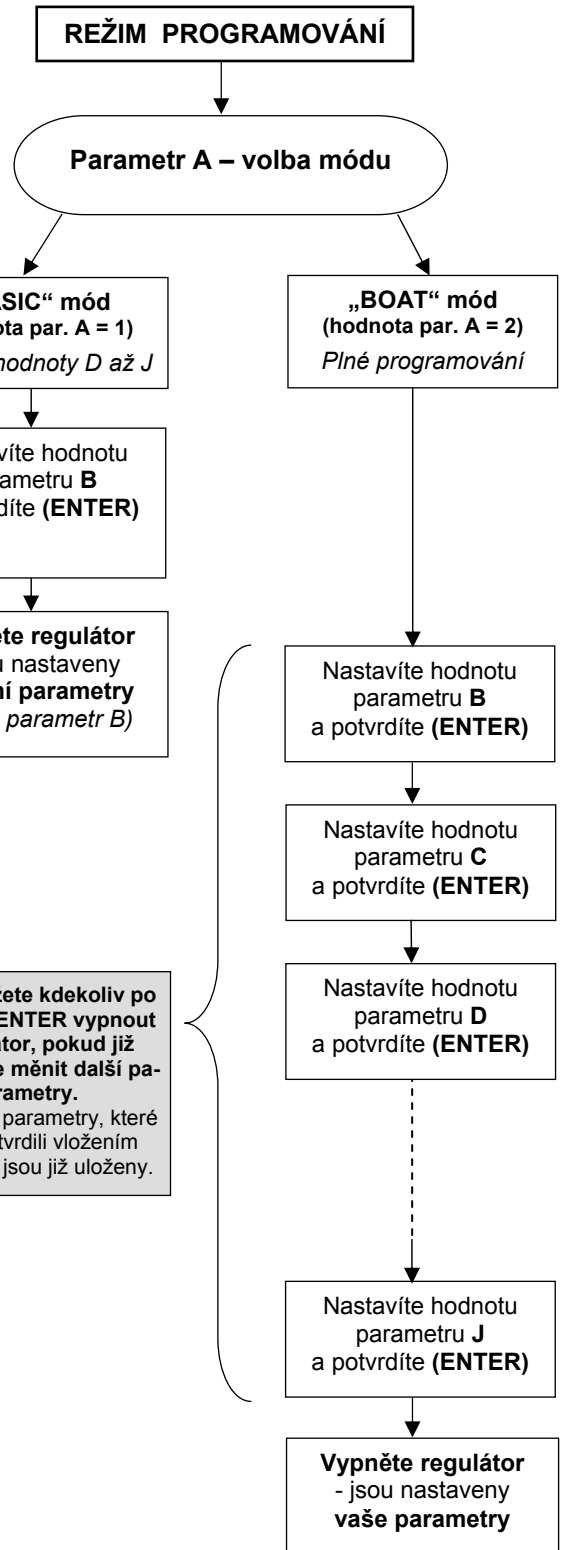 REŽIM PROGRAMOVÁNÍ
Parametr A – volba módu
SIC“ mód
ota par. A = 1)
hodnoty D až J
„BOAT“ mód
(hodnota par. A = 2)
Plné programování
víte hodnotu
ametru B
díte (ENTER)
te regulátor
u nastaveny
ní parametry
parametr B)
Nastavíte hodnotu
parametru B
a potvrdíte (ENTER)
Nastavíte hodnotu
parametru C
a potvrdíte (ENTER)
žete kdekoliv po
ENTER vypnout
átor, pokud již
e měnit další pa-
rametry.
parametry, které
tvrdili vložením
jsou již uloženy.
Nastavíte hodnotu
parametru D
a potvrdíte (ENTER)
Nastavíte hodnotu
parametru J
a potvrdíte (ENTER)
Vypněte regulátor
- jsou nastaveny
vaše parametry